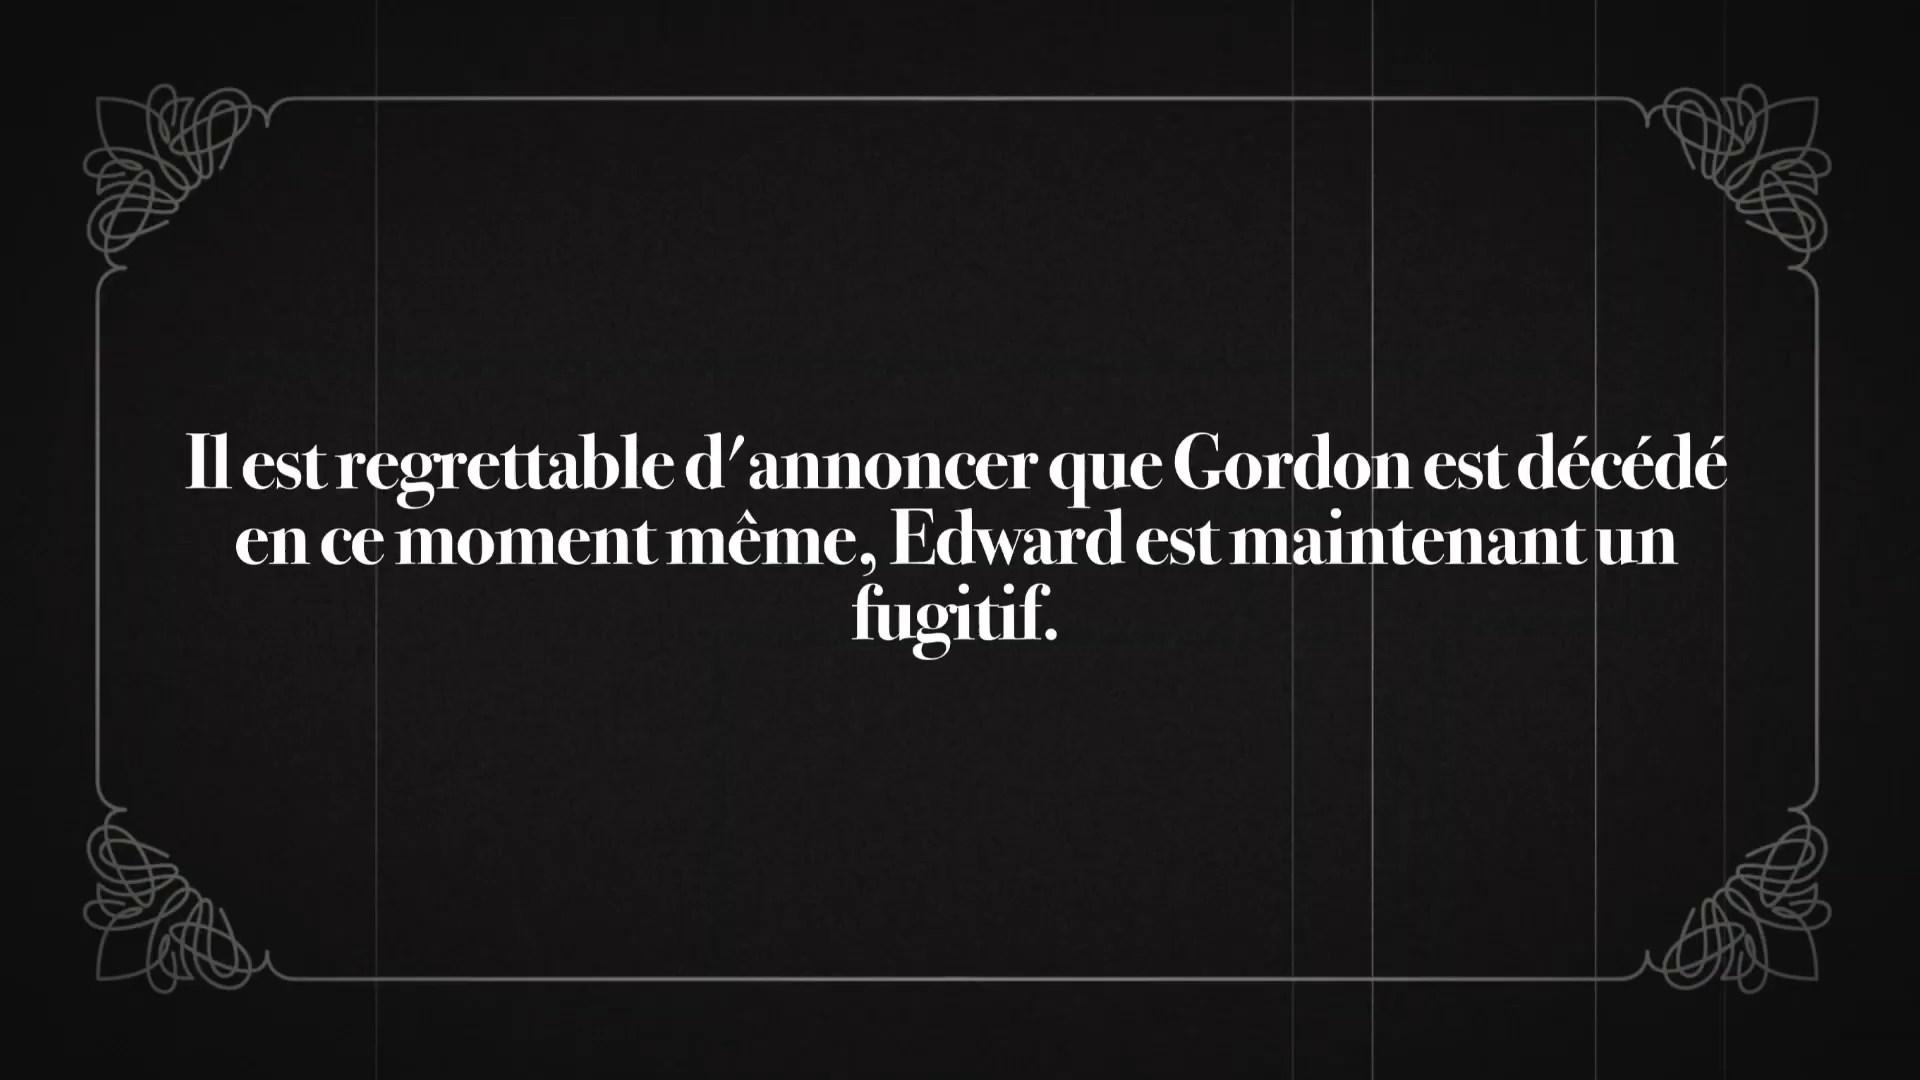 Il est regrettable d'annoncer que Gordon est décédé
en ce moment même, Edward est maintenant un
fugitif.